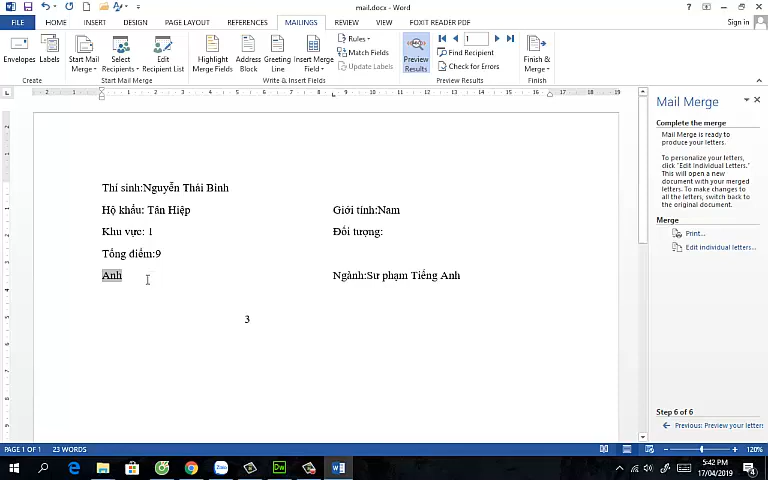 mail.docx - Word
FILE HOME INSERT DESIGN PAGE LAYOUT REFERENCES MAILINGS REVIEW VIEW FOXIT READER PDF Sign in
Envelopes Labels Start Mail Merge Select Recipients Edit Recipient List Highlight Merge Fields Address Block Greeting Line Insert Merge Field Rules Match Fields Update Labels Preview Results 1 Find Recipient Check for Errors Finish & Merge
Create Start Mail Merge Write & Insert Fields Preview Results Finish
Mail Merge
Complete the merge
Mail Merge is ready to
produce your letters.
To personalize your letters,
click "Edit Individual Letters."
This will open a new
document with your merged
letters. To make changes to
all the letters, switch back to
the original document.
Merge
Print...
Edit individual letters...
Step 6 of 6
Previous: Preview your letters
Thí sinh:Nguyễn Thái Bình
Hộ khẩu: Tân Hiệp Giới tính:Nam
Khu vực: 1 Đối tượng:
Tổng điểm:9
Anh Ngành:Sư phạm Tiếng Anh
3
PAGE 1 OF 1 23 WORDS 120%
5:42 PM
17/04/2019